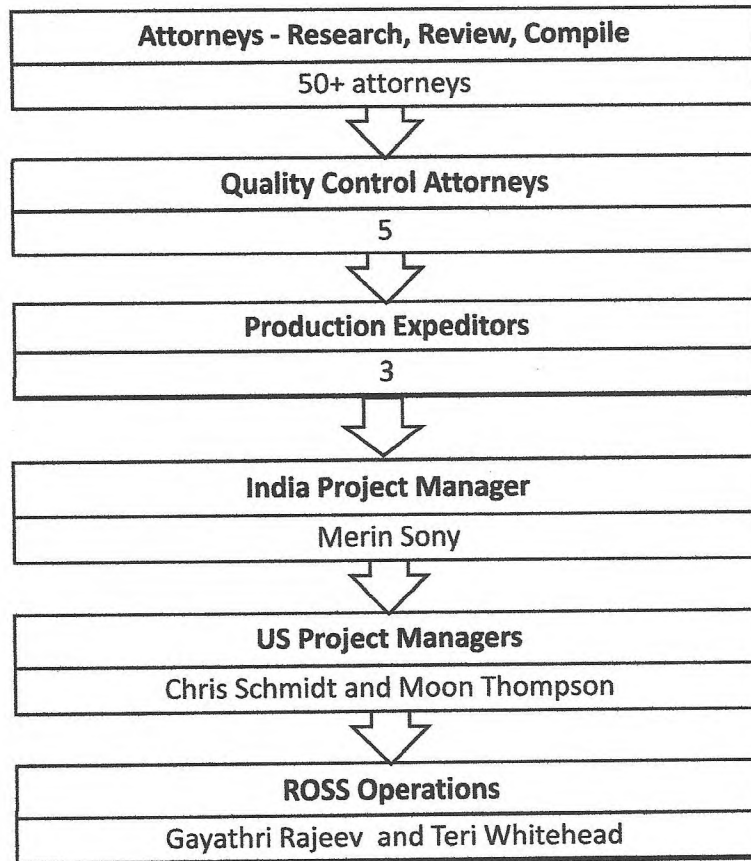 Attorneys - Research, Review, Compile
50+ attorneys
Quality Control Attorneys
5
Production Expeditors
3
India Project Manager
Merin Sony
US Project Managers
Chris Schmidt and Moon Thompson
ROSS Operations
Gayathri Rajeev and Teri Whitehead